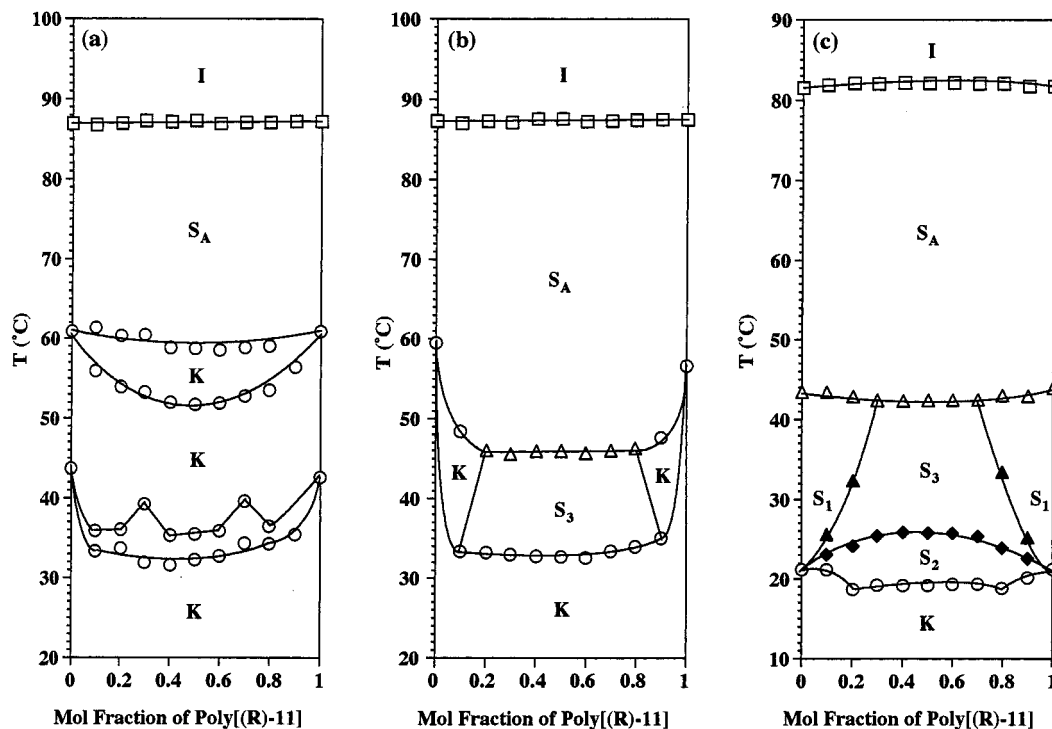 (a)
I
S_A
K
K
K
100
90
80
70
60
50
40
30
20
T (°C)
0 0.2 0.4 0.6 0.8 1
Mol Fraction of Poly[(R)-11]
(b)
I
S_A
K
K
S_3
K
100
90
80
70
60
50
40
30
20
T (°C)
0 0.2 0.4 0.6 0.8 1
Mol Fraction of Poly[(R)-11]
(c)
I
S_A
S_1
S_3
S_1
S_2
K
90
80
70
60
50
40
30
20
10
T (°C)
0 0.2 0.4 0.6 0.8 1
Mol Fraction of Poly[(R)-11]